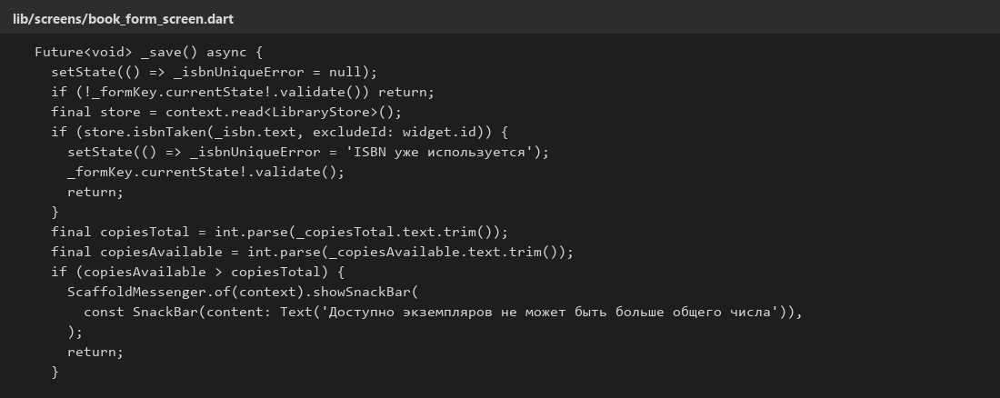 lib/screens/book_form_screen.dart
Future<void> _save() async {
setState(() => _isbnUniqueError = null);
if (!_formKey.currentState!.validate()) return;
final store = context.read<LibraryStore>();
if (store.isbnTaken(_isbn.text, excludeId: widget.id)) {
setState(() => _isbnUniqueError = 'ISBN уже используется');
_formKey.currentState!.validate();
return;
}
final copiesTotal = int.parse(_copiesTotal.text.trim());
final copiesAvailable = int.parse(_copiesAvailable.text.trim());
if (copiesAvailable > copiesTotal) {
ScaffoldMessenger.of(context).showSnackBar(
const SnackBar(content: Text('Доступно экземпляров не может быть больше общего числа')),
);
return;
}